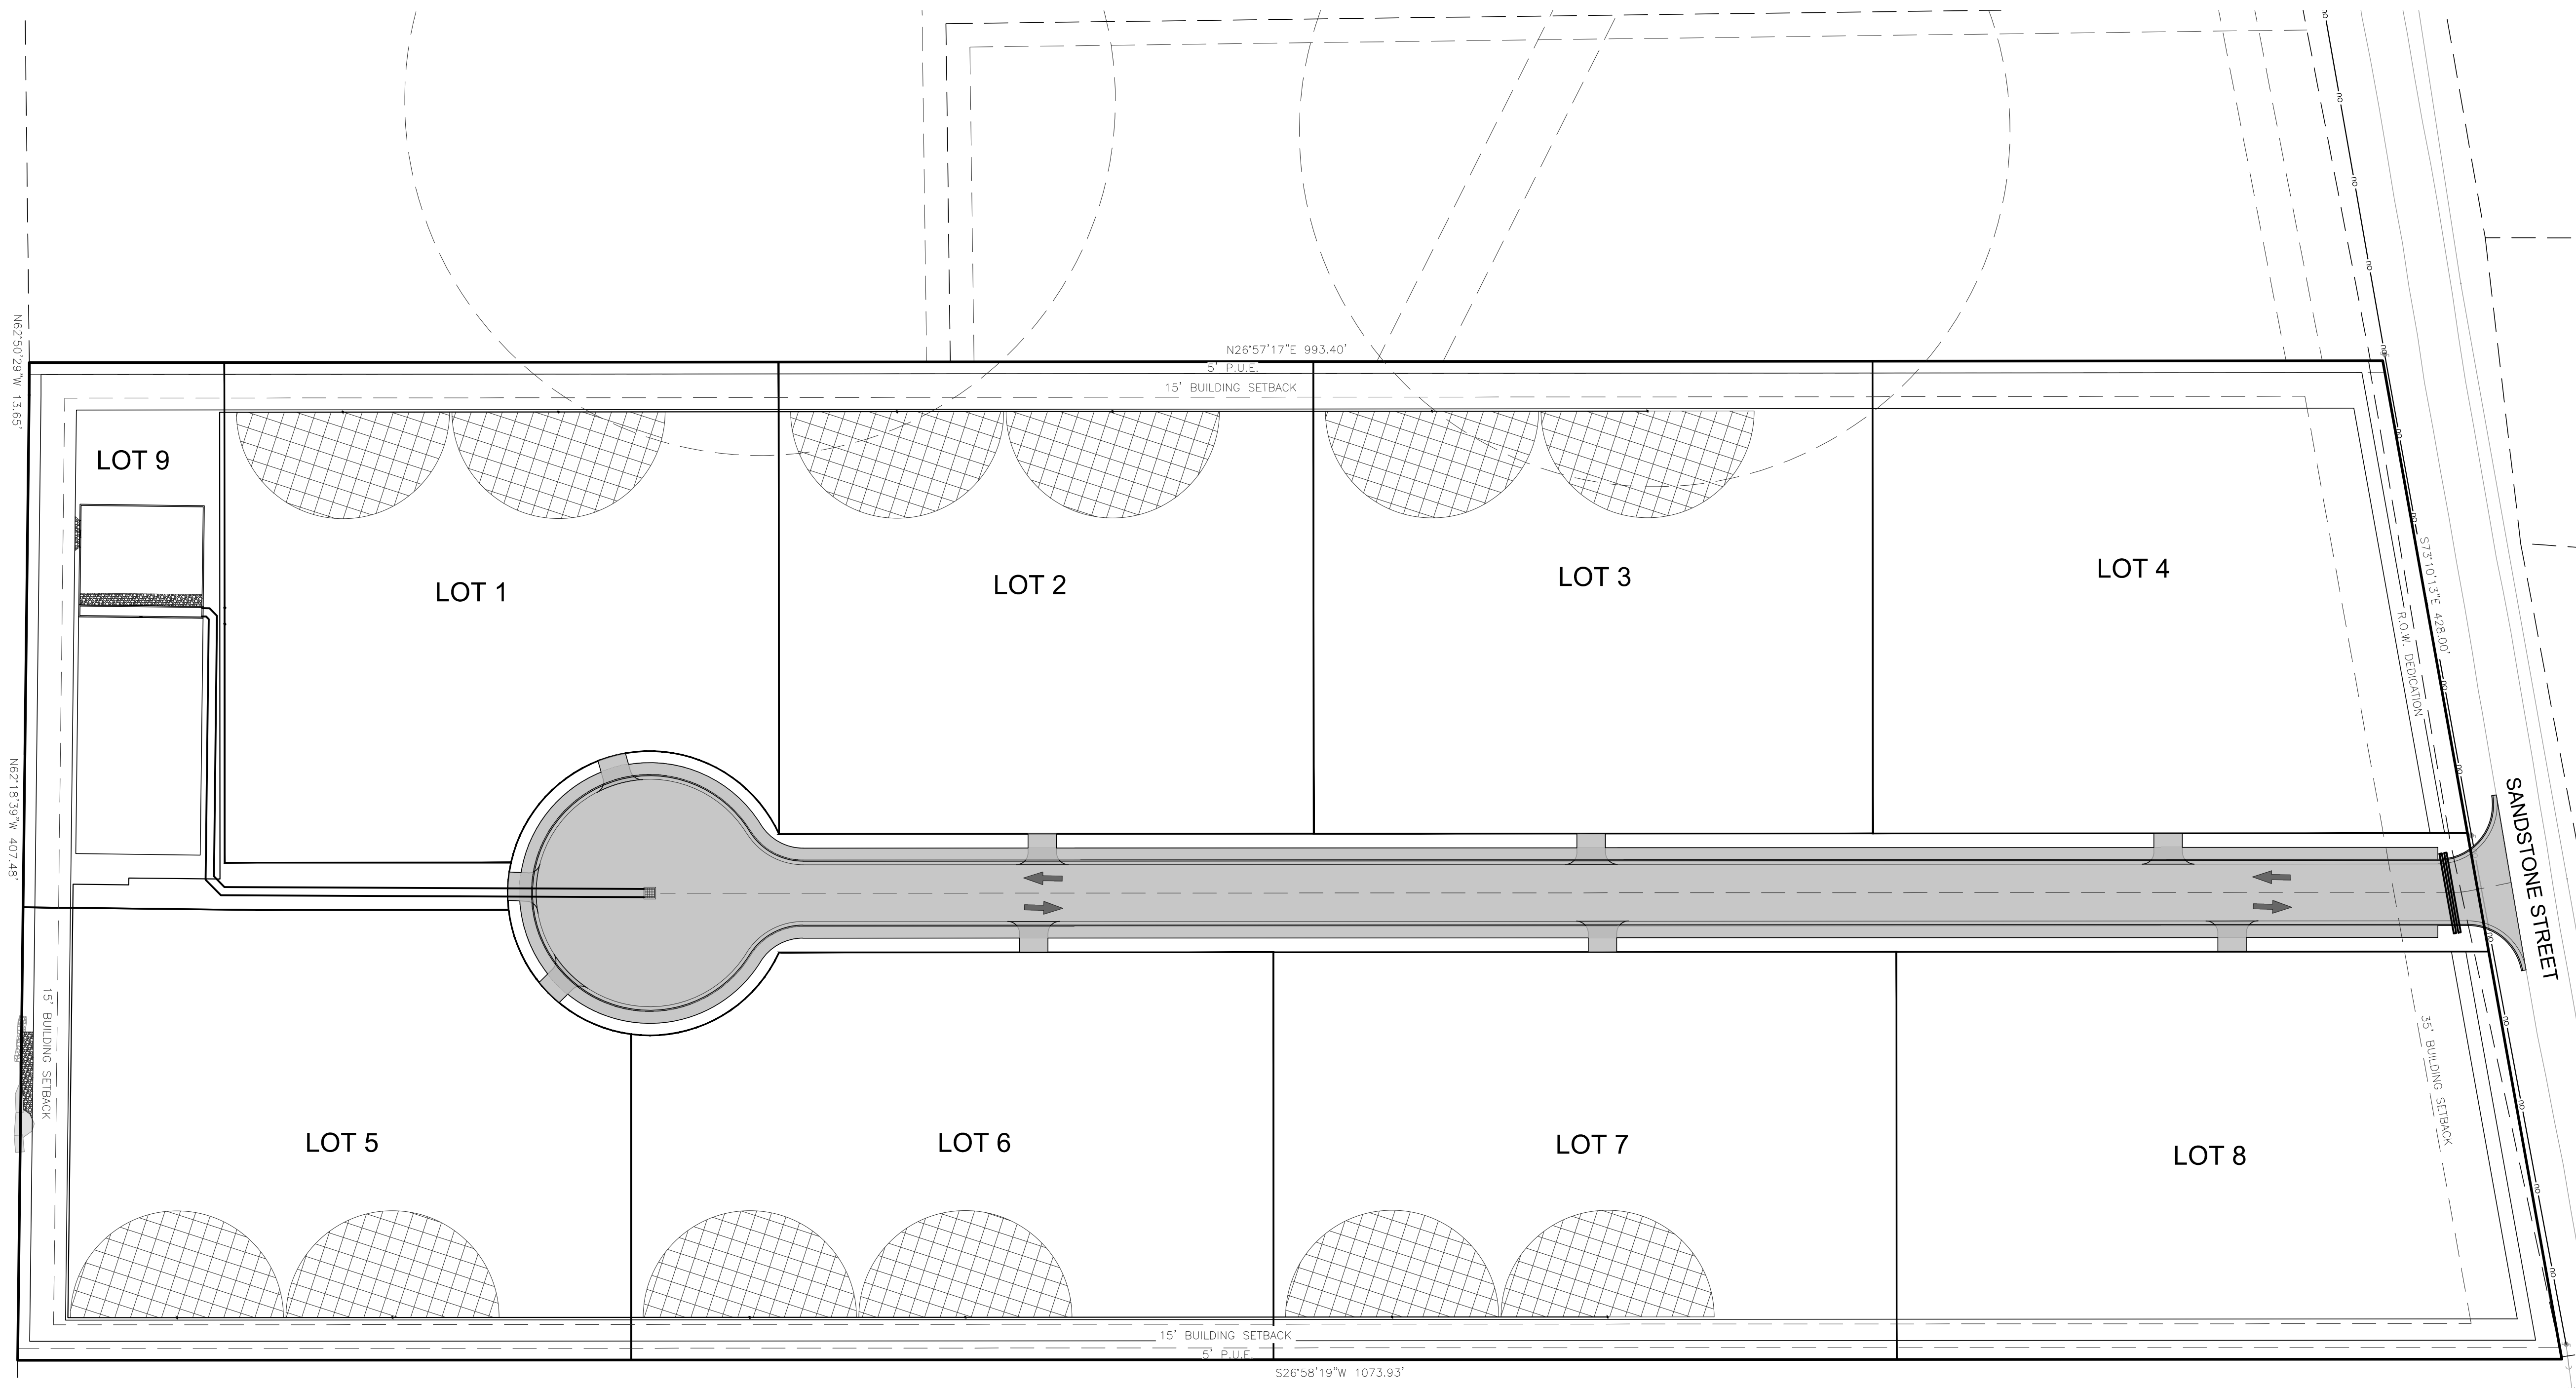 N26°57'17"E 993.40'
5' P.U.E.
15' BUILDING SETBACK
N62°50'29"W 13.65'
LOT 9
LOT 1
LOT 2
LOT 3
LOT 4
S73°10'13"E 428.00'
R.O.W. DEDICATION
N62°18'39"W 407.48'
SANDSTONE STREET
15' BUILDING SETBACK
35' BUILDING SETBACK
LOT 5
LOT 6
LOT 7
LOT 8
15' BUILDING SETBACK
5' P.U.E.
S26°58'19"W 1073.93'